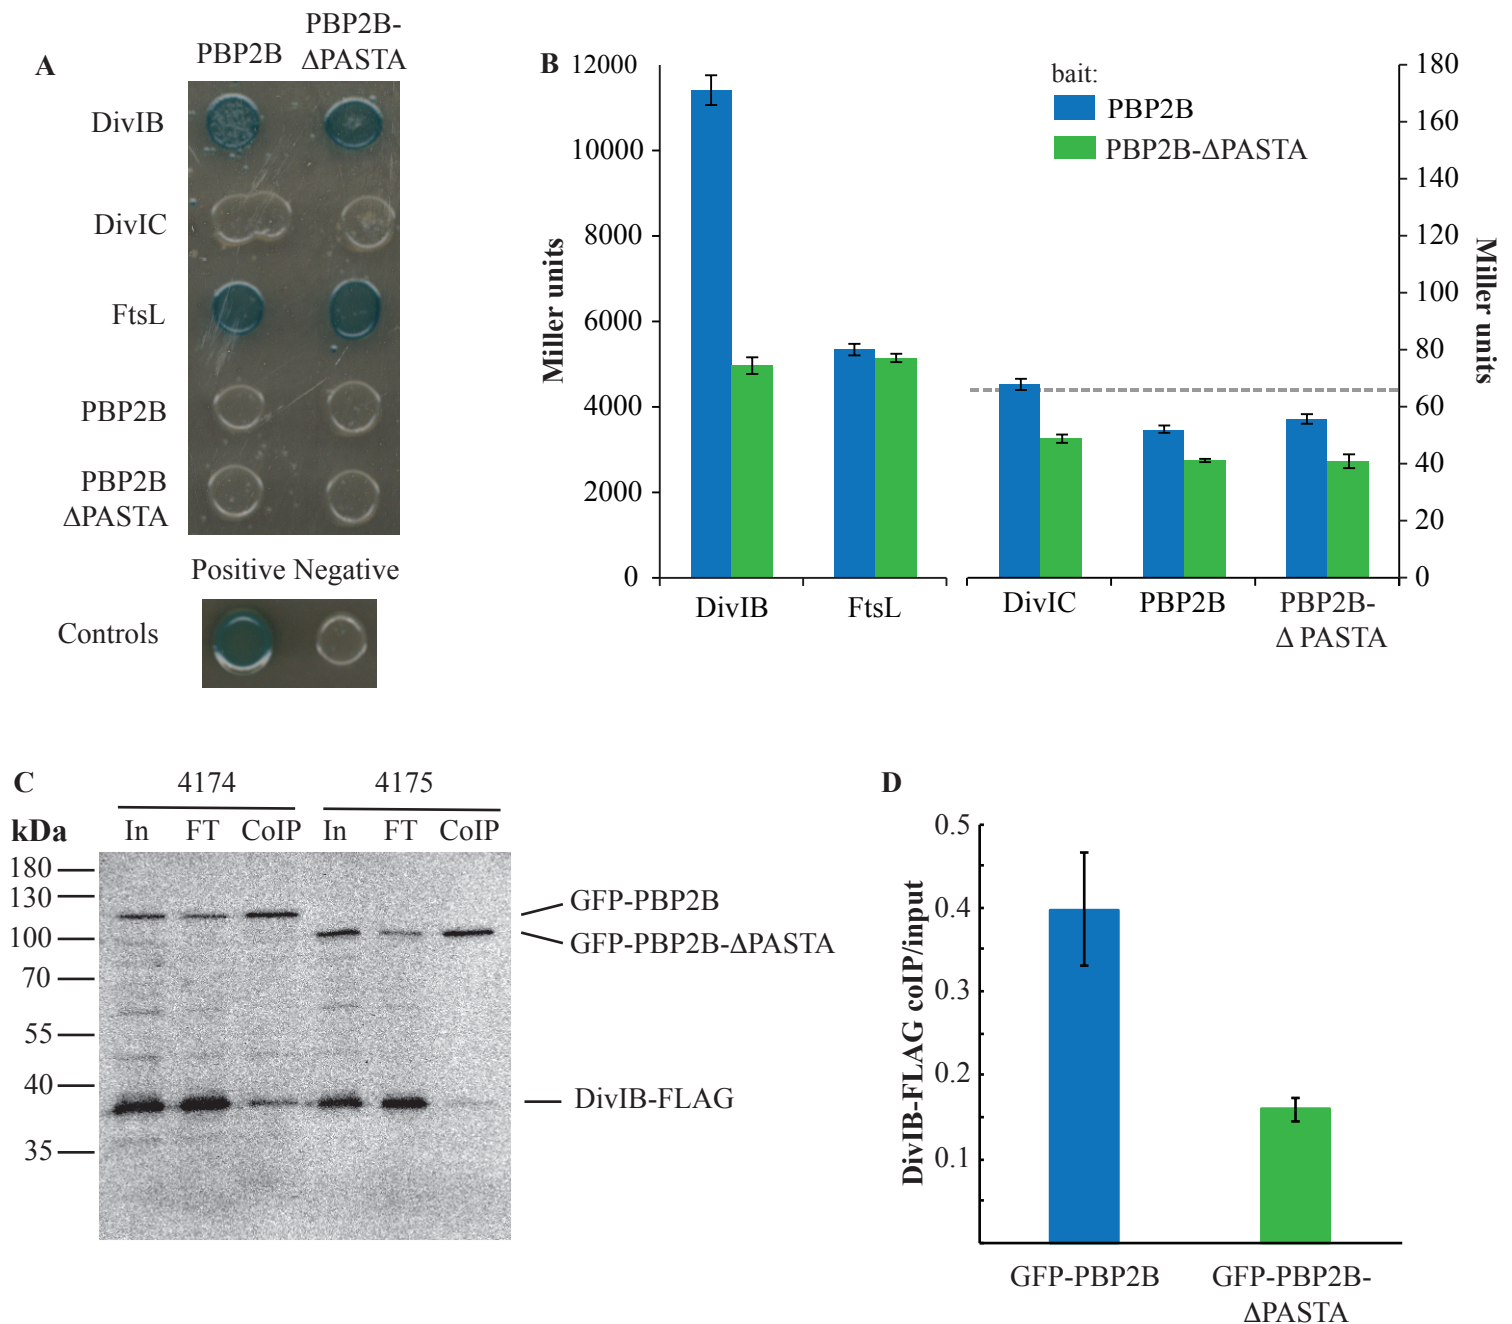 A
PBP2B
PBP2B-
ΔPASTA
DivIB
DivIC
FtsL
PBP2B
PBP2B
ΔPASTA
Positive Negative
Controls
B
12000
10000
8000
6000
4000
2000
0
Miller units
bait:
PBP2B
PBP2B-ΔPASTA
180
160
140
120
100
80
60
40
20
0
Miller units
DivIB
FtsL
DivIC
PBP2B
PBP2B-
Δ PASTA
C
4174
4175
kDa
In
FT
CoIP
In
FT
CoIP
180
130
100
70
55
40
35
GFP-PBP2B
GFP-PBP2B-ΔPASTA
DivIB-FLAG
D
DivIB-FLAG coIP/input
0.5
0.4
0.3
0.2
0.1
GFP-PBP2B
GFP-PBP2B-
ΔPASTA